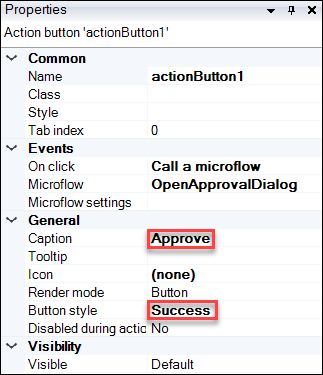 Properties
Action button 'actionButton1'
Common
Name actionButton1
Class
Style
Tab index 0
Events
On click Call a microflow
Microflow OpenApprovalDialog
Microflow settings
General
Caption Approve
Tooltip
Icon (none)
Render mode Button
Button style Success
Disabled during actio No
Visibility
Visible Default